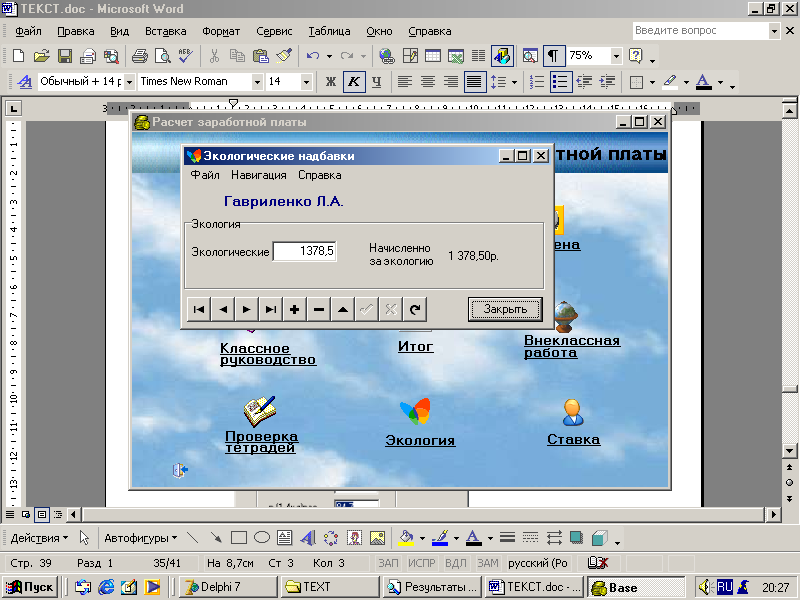 ТЕКСТ.doc - Microsoft Word
Файл Правка Вид Вставка Формат Сервис Таблица Окно Справка
Введите вопрос
75%
Обычный + 14 г Times New Roman 14 Ж К Ч
Расчет заработной платы
тной платы
Экологические надбавки
Файл Навигация Справка
Гавриленко Л.А.
Экология
Экологические 1378,5
Начисленно
за экологию
1 378,50р.
Закрыть
ена
Классное
руководство
Итог
Внеклассная
работа
Проверка
тетрадей
Экология
Ставка
Действия Автофигуры
Стр. 39 Разд 1 35/41 На 8,7см Ст 3 Кол 3 ЗАП ИСПР ВДЛ ЗАМ русский (Ро
Пуск Delphi 7 TEXT Результаты ... ТЕКСТ.doc - ... Base RU 20:27